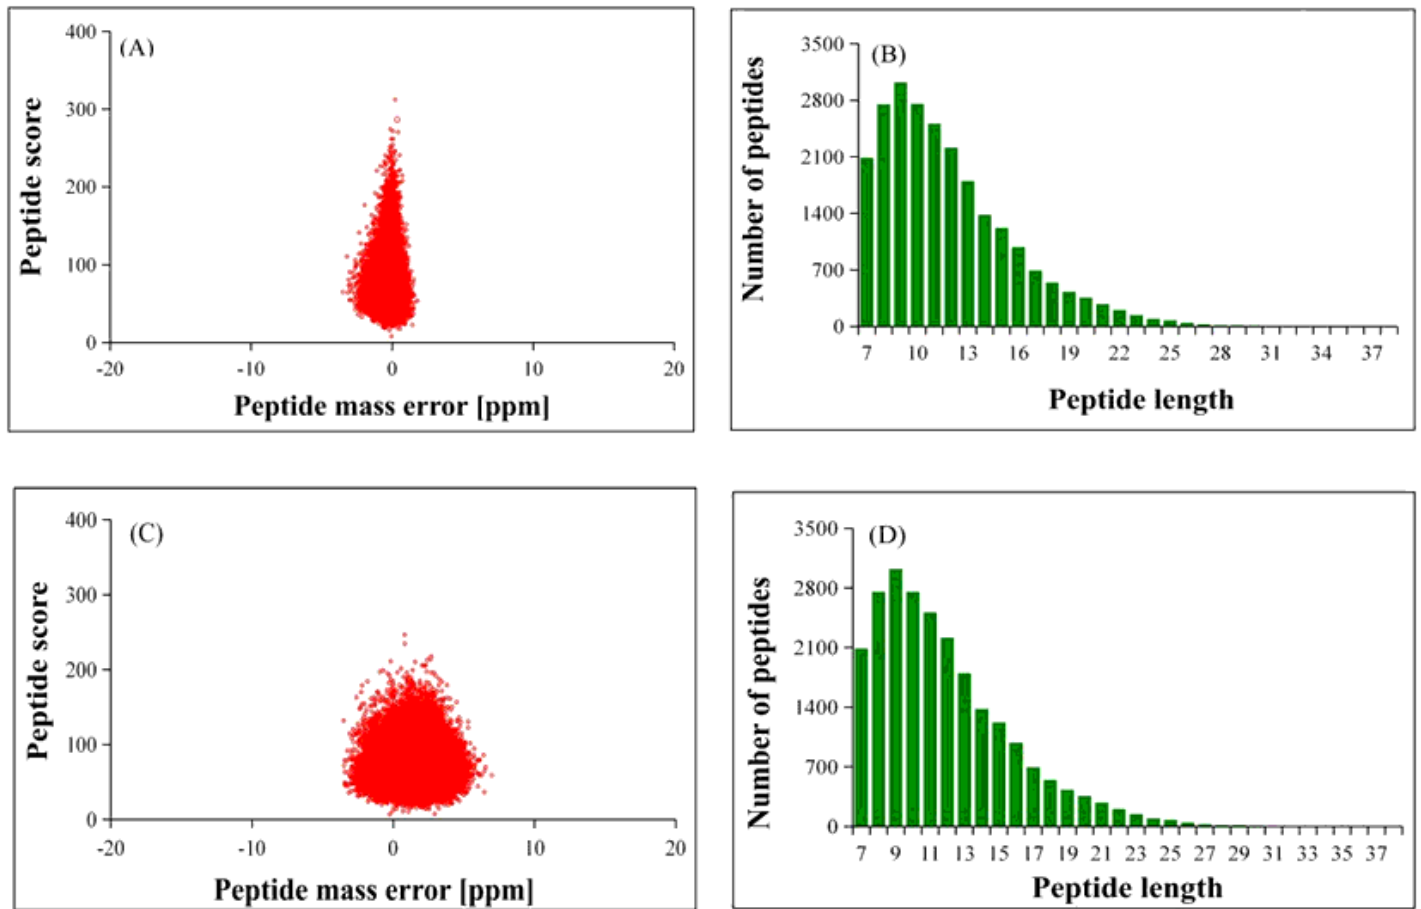 (A)
Peptide score
400
300
200
100
0
-20 -10 0 10 20
Peptide mass error [ppm]
(B)
Number of peptides
3500
2800
2100
1400
700
0
7 10 13 16 19 22 25 28 31 34 37
Peptide length
(C)
Peptide score
400
300
200
100
0
-20 -10 0 10 20
Peptide mass error [ppm]
(D)
Number of peptides
3500
2800
2100
1400
700
0
7 9 11 13 15 17 19 21 23 25 27 29 31 33 35 37
Peptide length